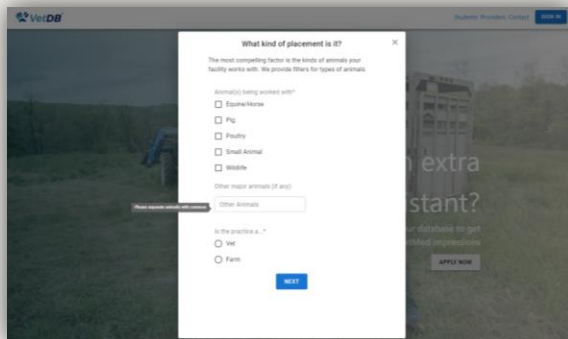 VetDB
Students Providers Contact SIGN IN
What kind of placement is it?
The most compelling factor is the kinds of animals your
facility works with. We provide filters for types of animals
Animal(s) being worked with*
Equine/Horse
Pig
Poultry
Small Animal
Wildlife
Other major animals (if any)
Please separate animals with commas
Other Animals
Is the practice a...*
Vet
Farm
NEXT
extra
stant?
ur database to get
etMed impressions
APPLY NOW